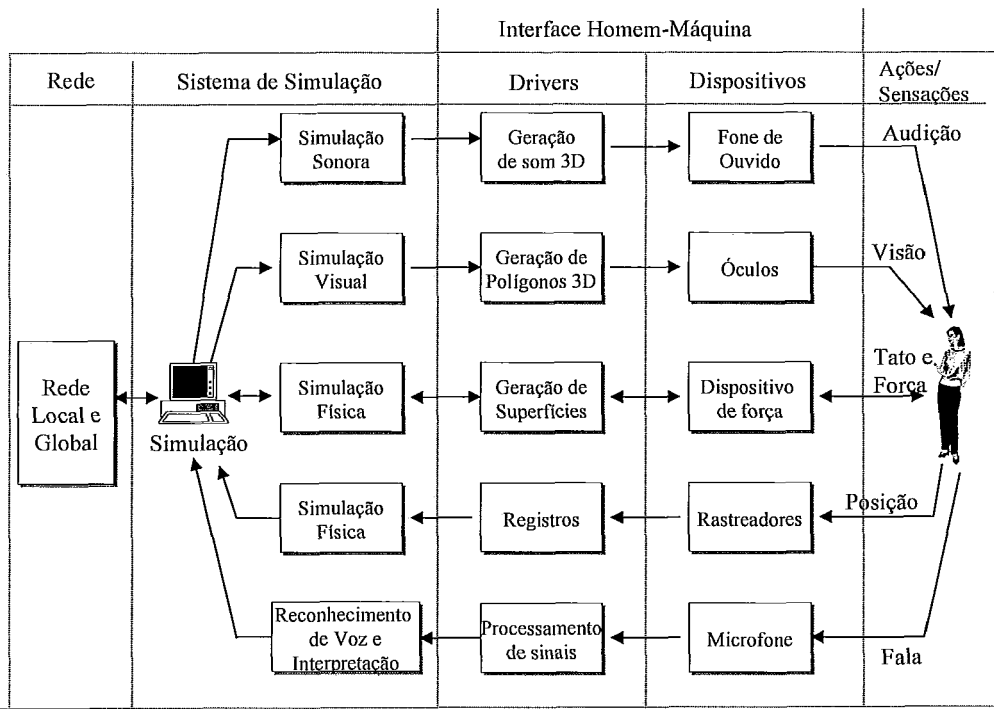 Interface Homem-Máquina
Rede
Sistema de Simulação
Drivers
Dispositivos
Ações/
Sensações
Simulação
Sonora
Geração
de som 3D
Fone de
Ouvido
Audição
Simulação
Visual
Geração de
Polígonos 3D
Óculos
Visão
Rede
Local e
Global
Simulação
Simulação
Física
Geração de
Superfícies
Dispositivo
de força
Tato e
Força
Simulação
Física
Registros
Rastreadores
Posição
Reconhecimento
de Voz e
Interpretação
Processamento
de sinais
Microfone
Fala